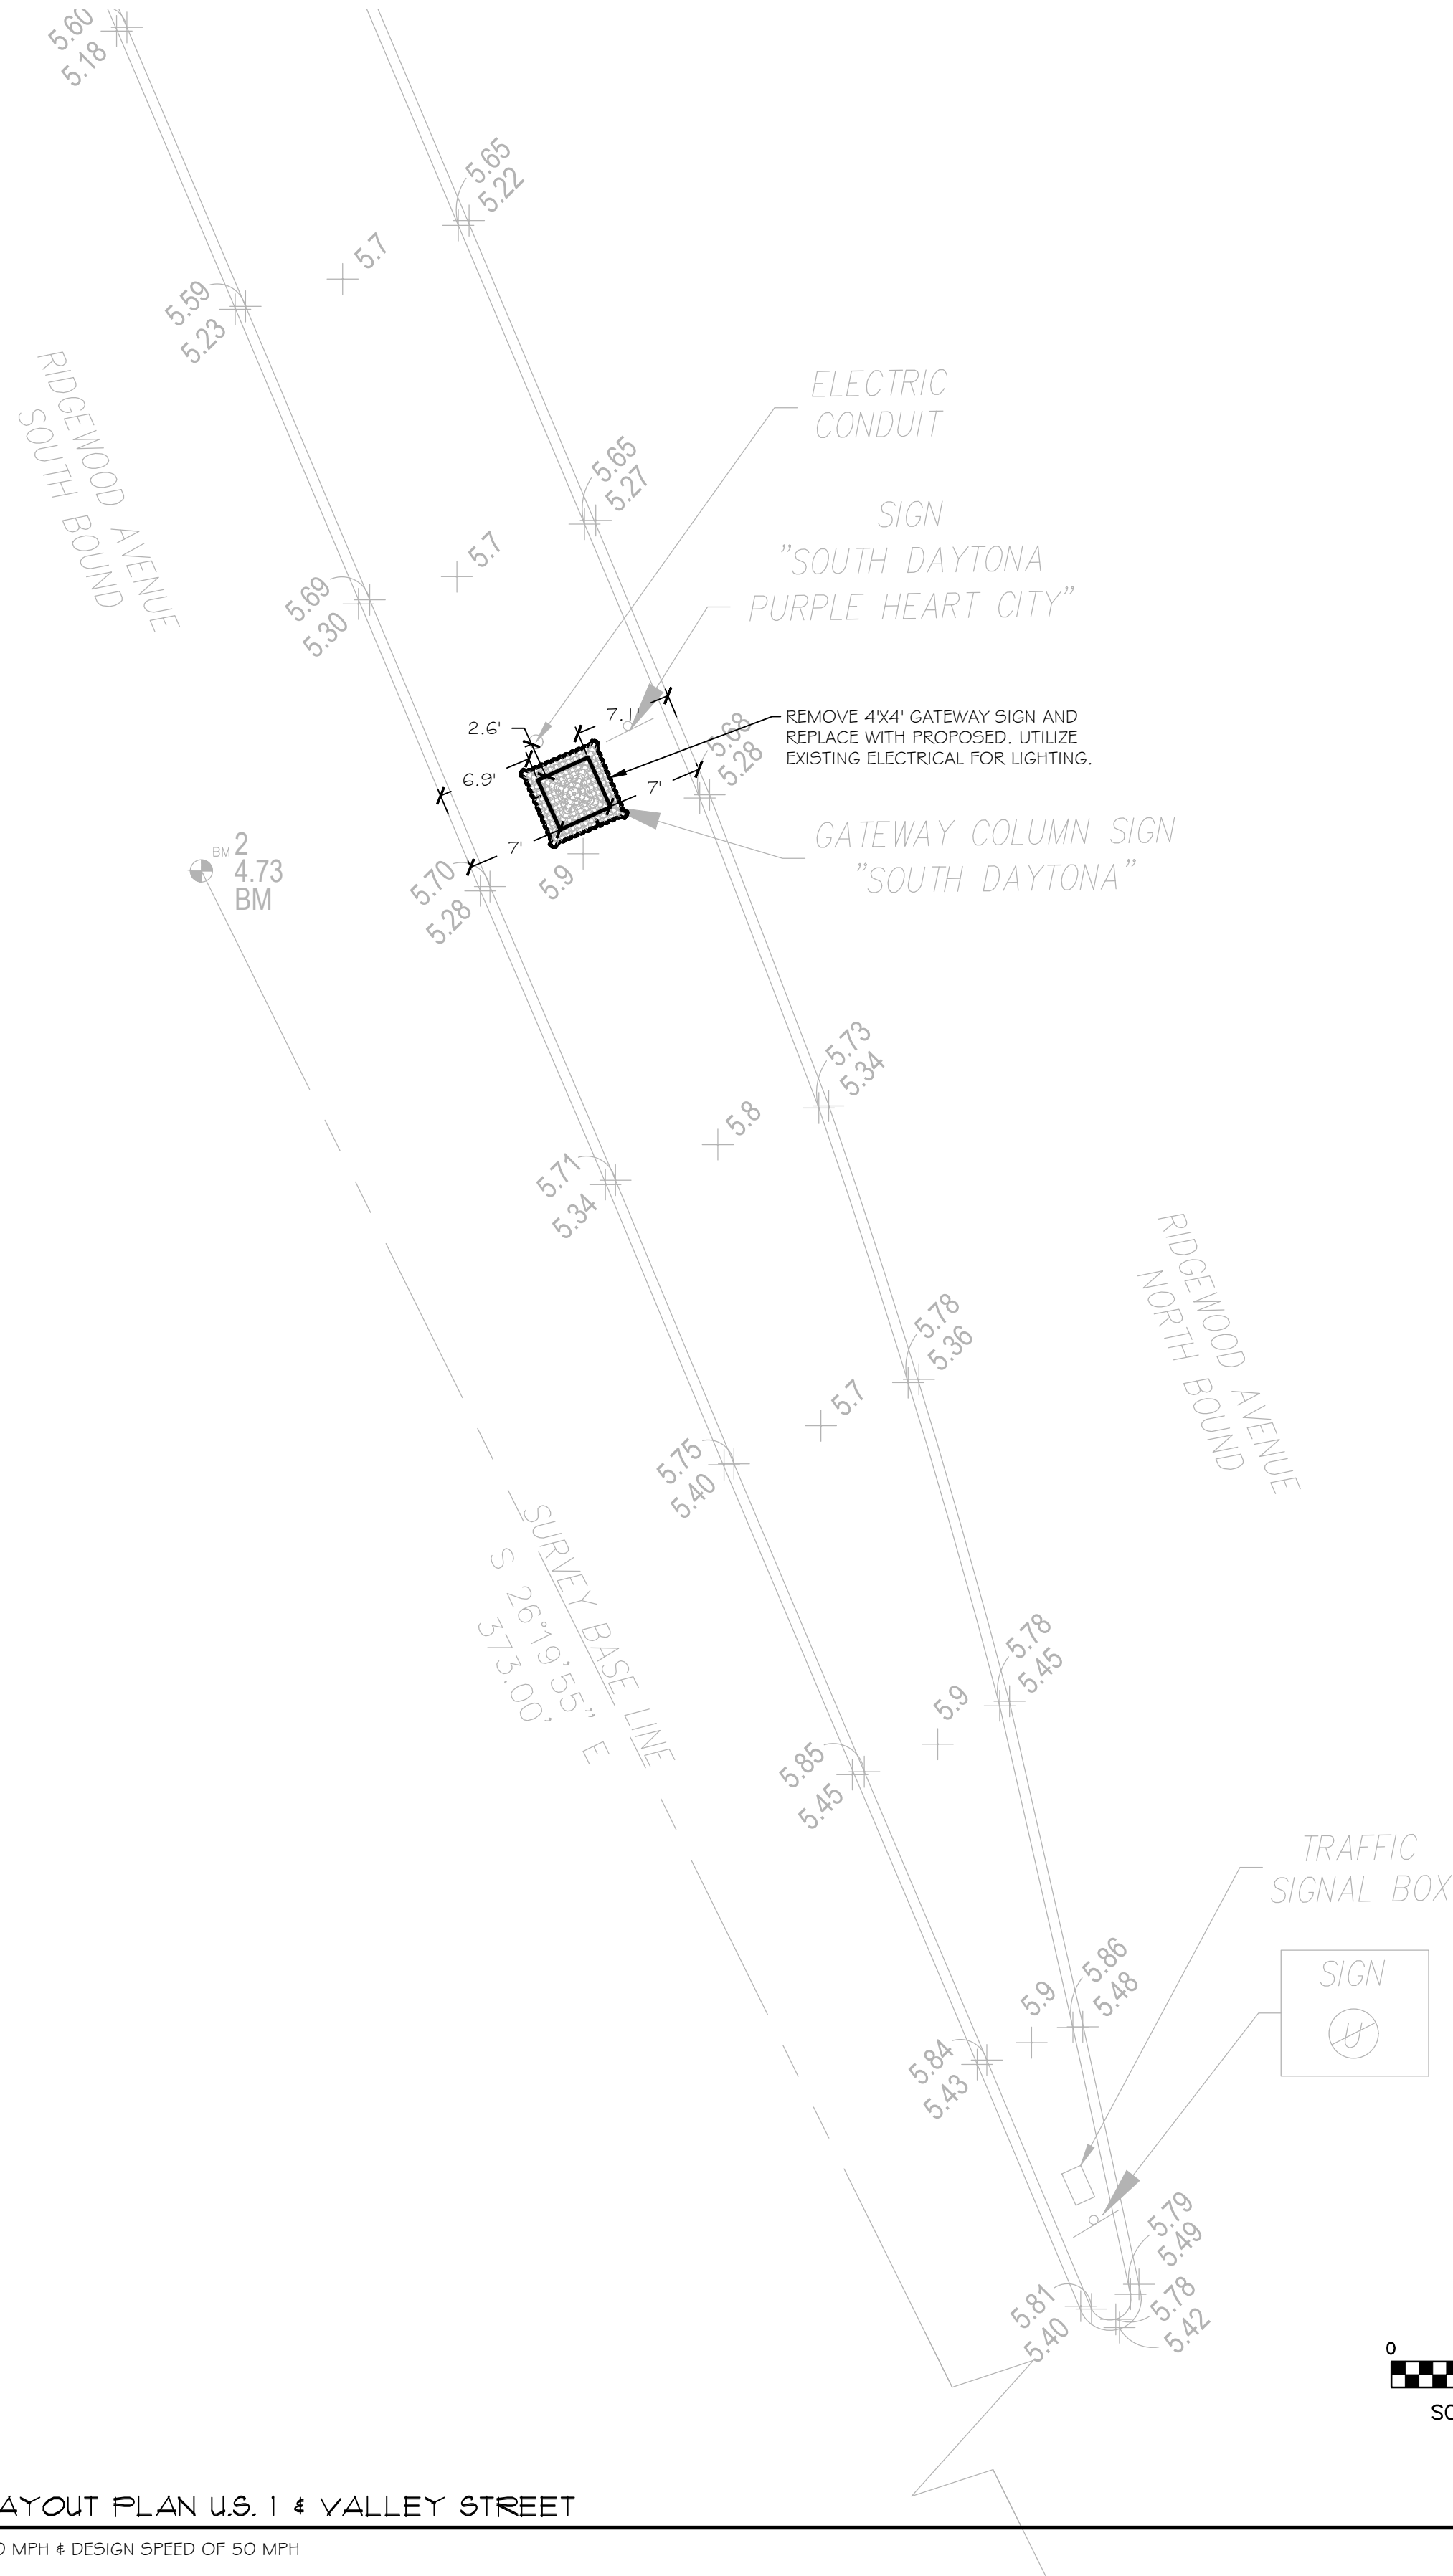 5.60
5.18
5.65
5.22
5.7
5.59
5.23
RIDGEWOOD AVENUE
SOUTH BOUND
ELECTRIC
CONDUIT
5.65
5.27
SIGN
"SOUTH DAYTONA
PURPLE HEART CITY"
5.7
5.69
5.30
2.6'
7.1'
REMOVE 4'X4' GATEWAY SIGN AND
REPLACE WITH PROPOSED. UTILIZE
EXISTING ELECTRICAL FOR LIGHTING.
5.68
5.28
6.9'
7'
7'
GATEWAY COLUMN SIGN
"SOUTH DAYTONA"
BM 2
4.73
BM
5.70
5.28
5.9
5.73
5.34
5.8
5.71
5.34
RIDGEWOOD AVENUE
NORTH BOUND
5.78
5.36
5.7
5.75
5.40
SURVEY BASE LINE
S 26°19'55" E
373.00'
5.78
5.45
5.9
5.85
5.45
TRAFFIC
SIGNAL BOX
SIGN
U
5.86
5.48
5.9
5.84
5.43
5.79
5.49
5.78
5.42
5.81
5.40
0
SC
AYOUT PLAN U.S. 1 & VALLEY STREET
0 MPH & DESIGN SPEED OF 50 MPH